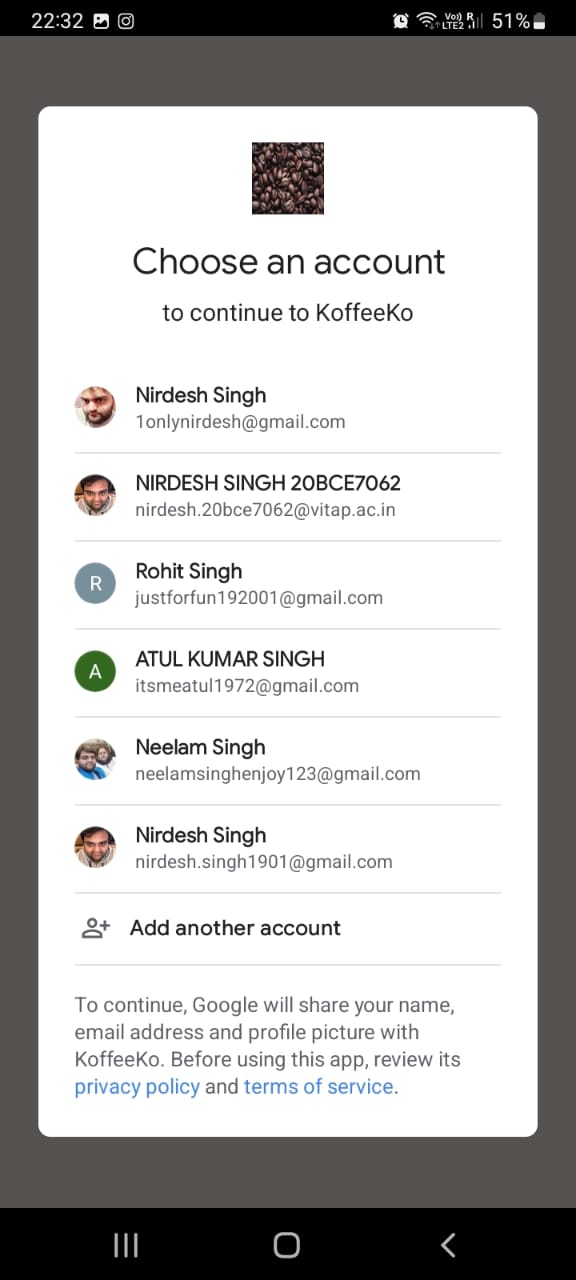 22:32 Vo)) R LTE2 51%
Choose an account
to continue to KoffeeKo
Nirdesh Singh
1onlynirdesh@gmail.com
NIRDESH SINGH 20BCE7062
nirdesh.20bce7062@vitap.ac.in
R
Rohit Singh
justforfun192001@gmail.com
A
ATUL KUMAR SINGH
itsmeatul1972@gmail.com
Neelam Singh
neelamsinghenjoy123@gmail.com
Nirdesh Singh
nirdesh.singh1901@gmail.com
Add another account
To continue, Google will share your name,
email address and profile picture with
KoffeeKo. Before using this app, review its
privacy policy and terms of service.